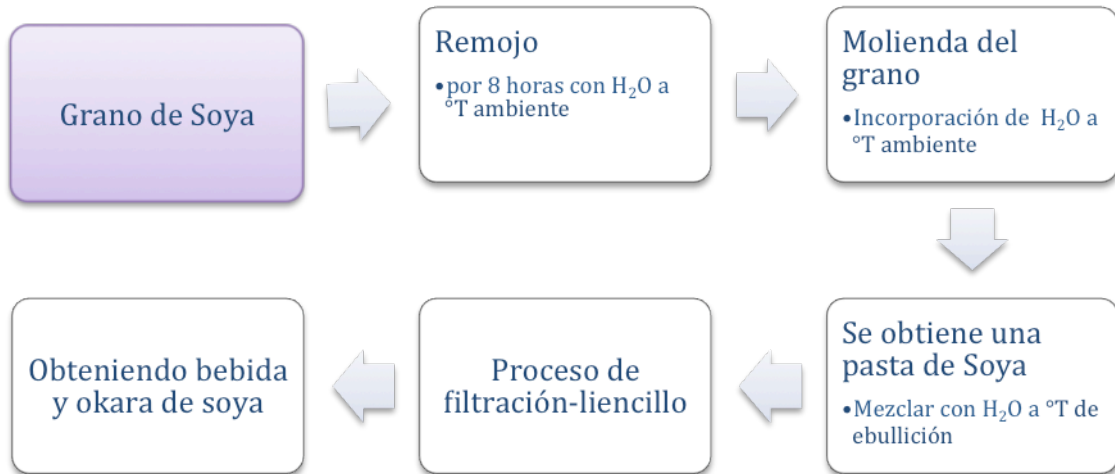 Grano de Soya
Remojo
•por 8 horas con H₂O a
°T ambiente
Molienda del
grano
•Incorporación de H₂O a
°T ambiente
Se obtiene una
pasta de Soya
•Mezclar con H₂O a °T de
ebullición
Proceso de
filtración-liencillo
Obteniendo bebida
y okara de soya